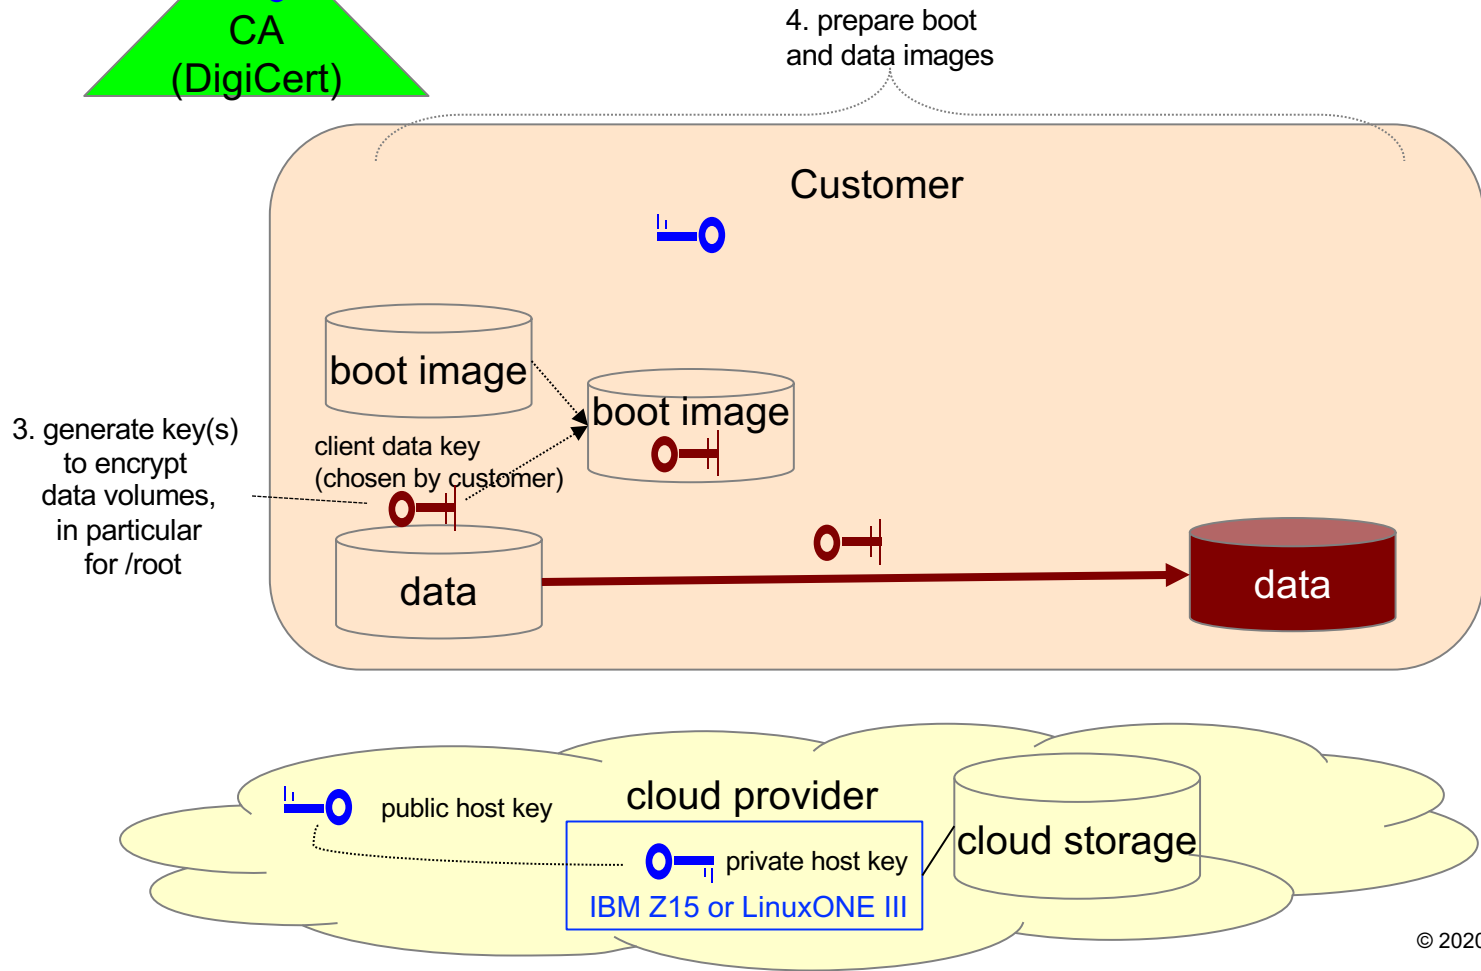 CA
(DigiCert)
4. prepare boot
and data images
Customer
boot image
boot image
3. generate key(s)
to encrypt
data volumes,
in particular
for /root
client data key
(chosen by customer)
data
data
public host key
cloud provider
private host key
IBM Z15 or LinuxONE III
cloud storage
© 2020